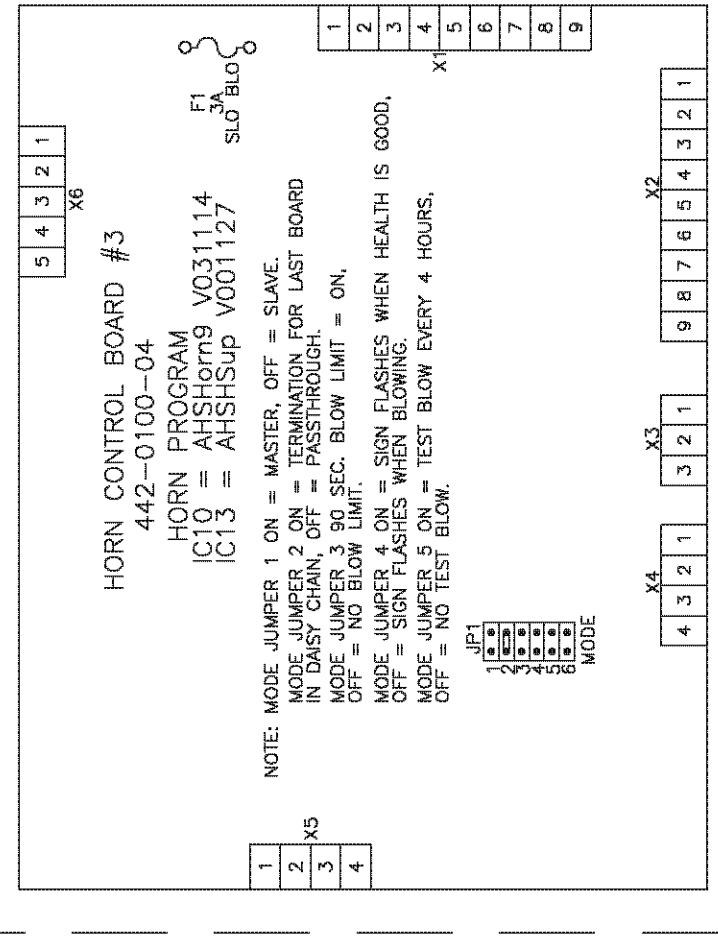 5 4 3 2 1
X6
HORN CONTROL BOARD #3
442-0100-04
HORN PROGRAM
IC10 = AHSHorn9 V031114
IC13 = AHSHSup V001127
F1
3A
SLO BLO
NOTE: MODE JUMPER 1 ON = MASTER, OFF = SLAVE.
MODE JUMPER 2 ON = TERMINATION FOR LAST BOARD
IN DAISY CHAIN, OFF = PASSTHROUGH.
MODE JUMPER 3 90 SEC. BLOW LIMIT = ON,
OFF = NO BLOW LIMIT.
MODE JUMPER 4 ON = SIGN FLASHES WHEN HEALTH IS GOOD,
OFF = SIGN FLASHES WHEN BLOWING.
MODE JUMPER 5 ON = TEST BLOW EVERY 4 HOURS,
OFF = NO TEST BLOW.
1
2
3
4
X5
1
2
3
4
5
6
7
8
9
X1
JP1
1
2
3
4
5
6
MODE
X4
4 3 2 1
X3
3 2 1
X2
9 8 7 6 5 4 3 2 1